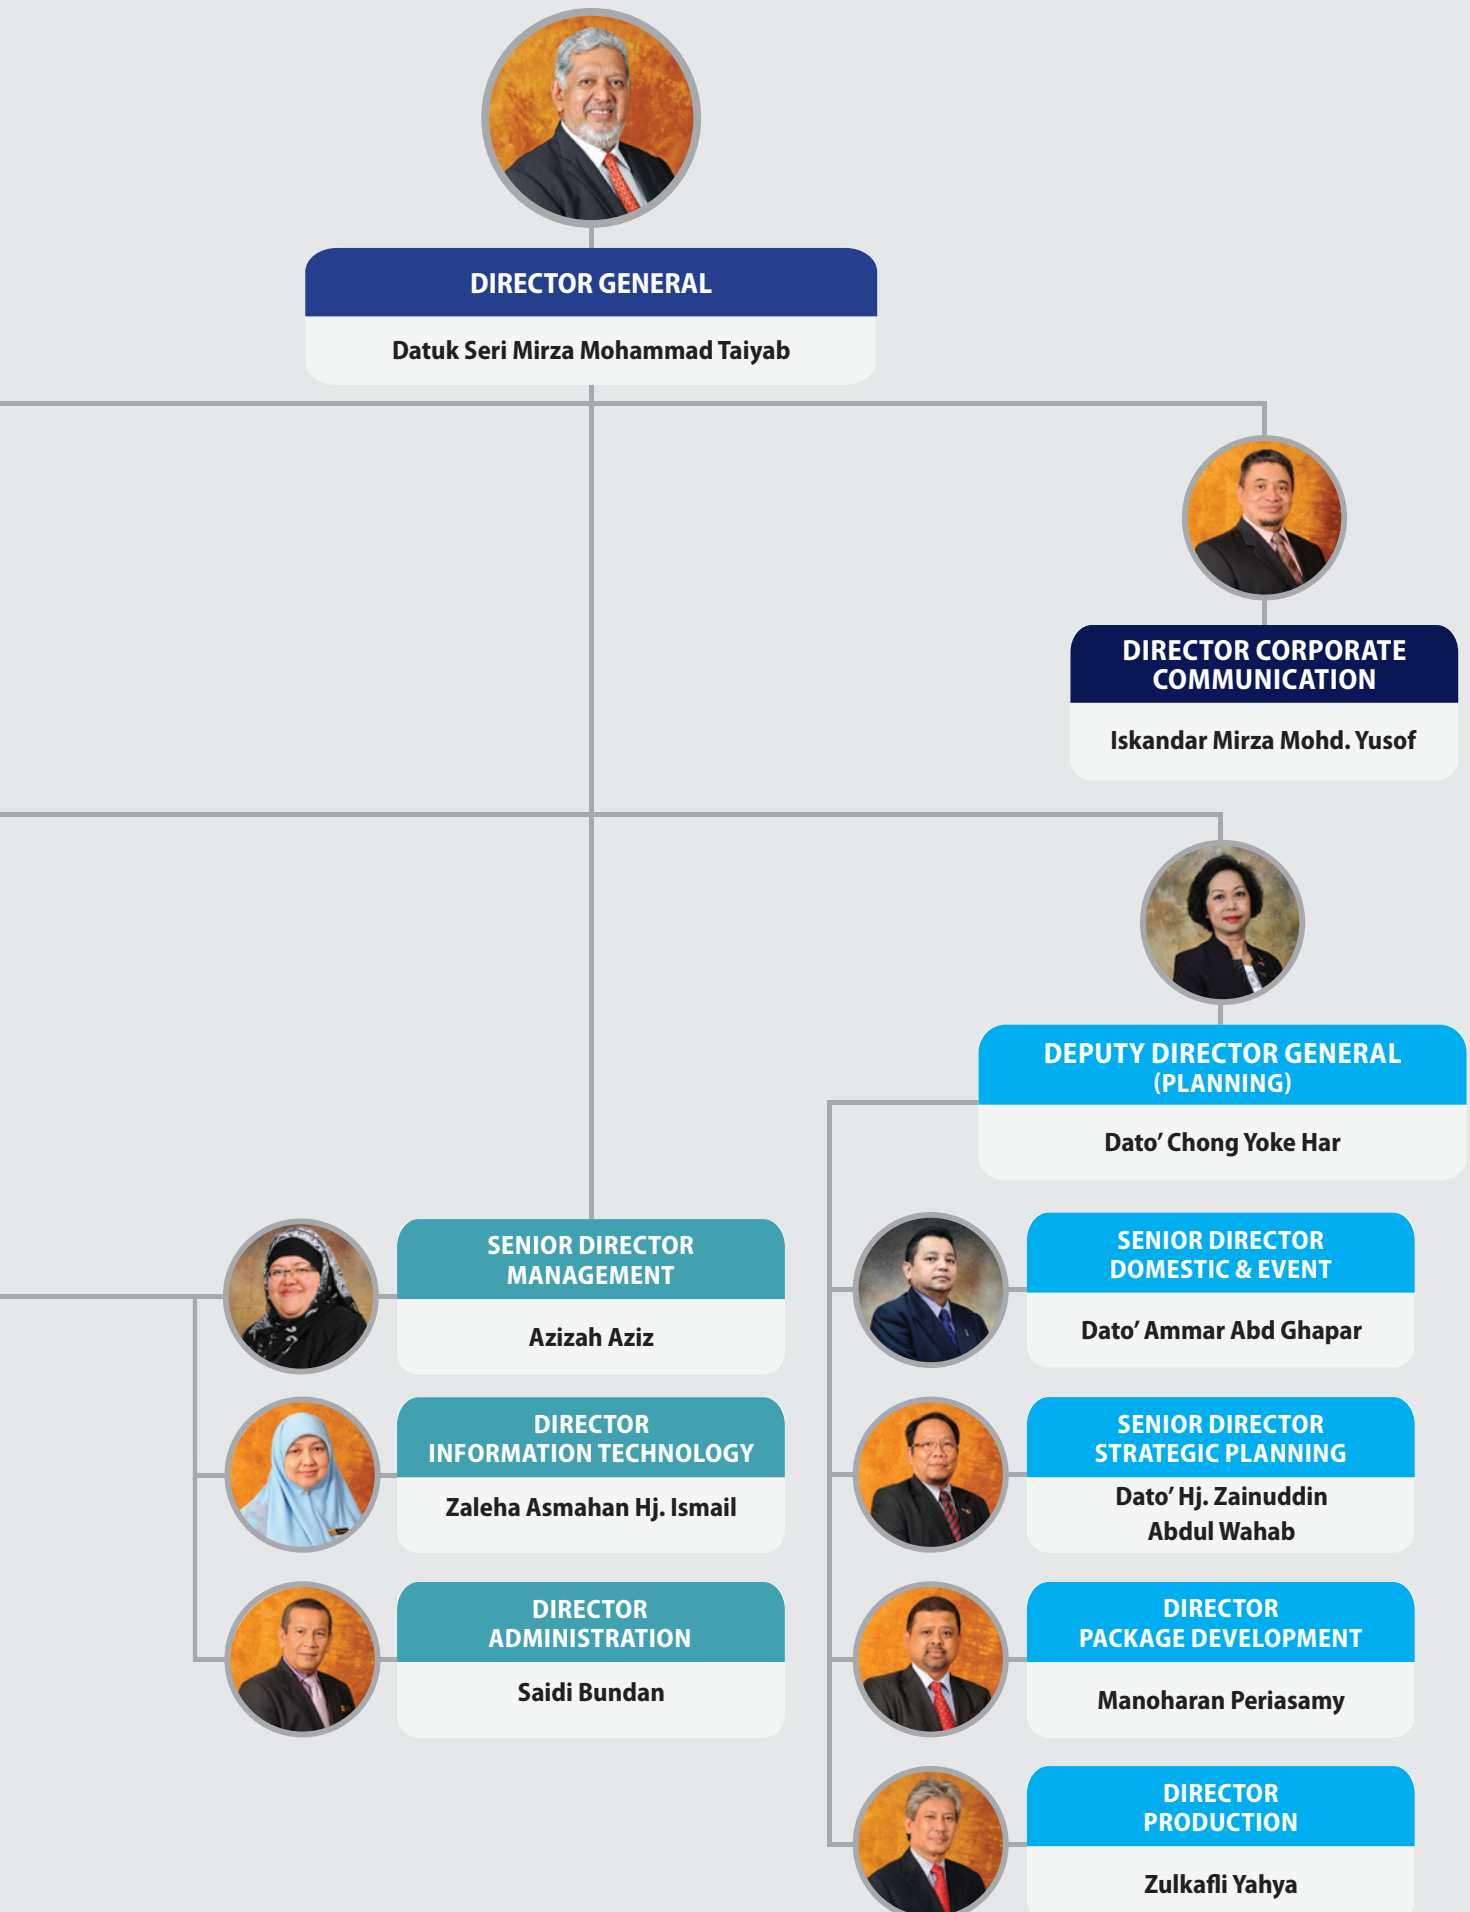 DIRECTOR GENERAL
Datuk Seri Mirza Mohammad Taiyab
DIRECTOR CORPORATE
COMMUNICATION
Iskandar Mirza Mohd. Yusof
DEPUTY DIRECTOR GENERAL
(PLANNING)
Dato’ Chong Yoke Har
SENIOR DIRECTOR
MANAGEMENT
Azizah Aziz
DIRECTOR
INFORMATION TECHNOLOGY
Zaleha Asmahan Hj. Ismail
DIRECTOR
ADMINISTRATION
Saidi Bundan
SENIOR DIRECTOR
DOMESTIC & EVENT
Dato’ Ammar Abd Ghapar
SENIOR DIRECTOR
STRATEGIC PLANNING
Dato’ Hj. Zainuddin
Abdul Wahab
DIRECTOR
PACKAGE DEVELOPMENT
Manoharan Periasamy
DIRECTOR
PRODUCTION
Zulkafli Yahya